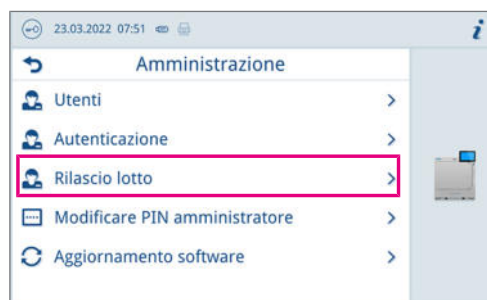 23.03.2022 07:51
Amministrazione
Utenti
Autenticazione
Rilascio lotto
Modificare PIN amministratore
Aggiornamento software